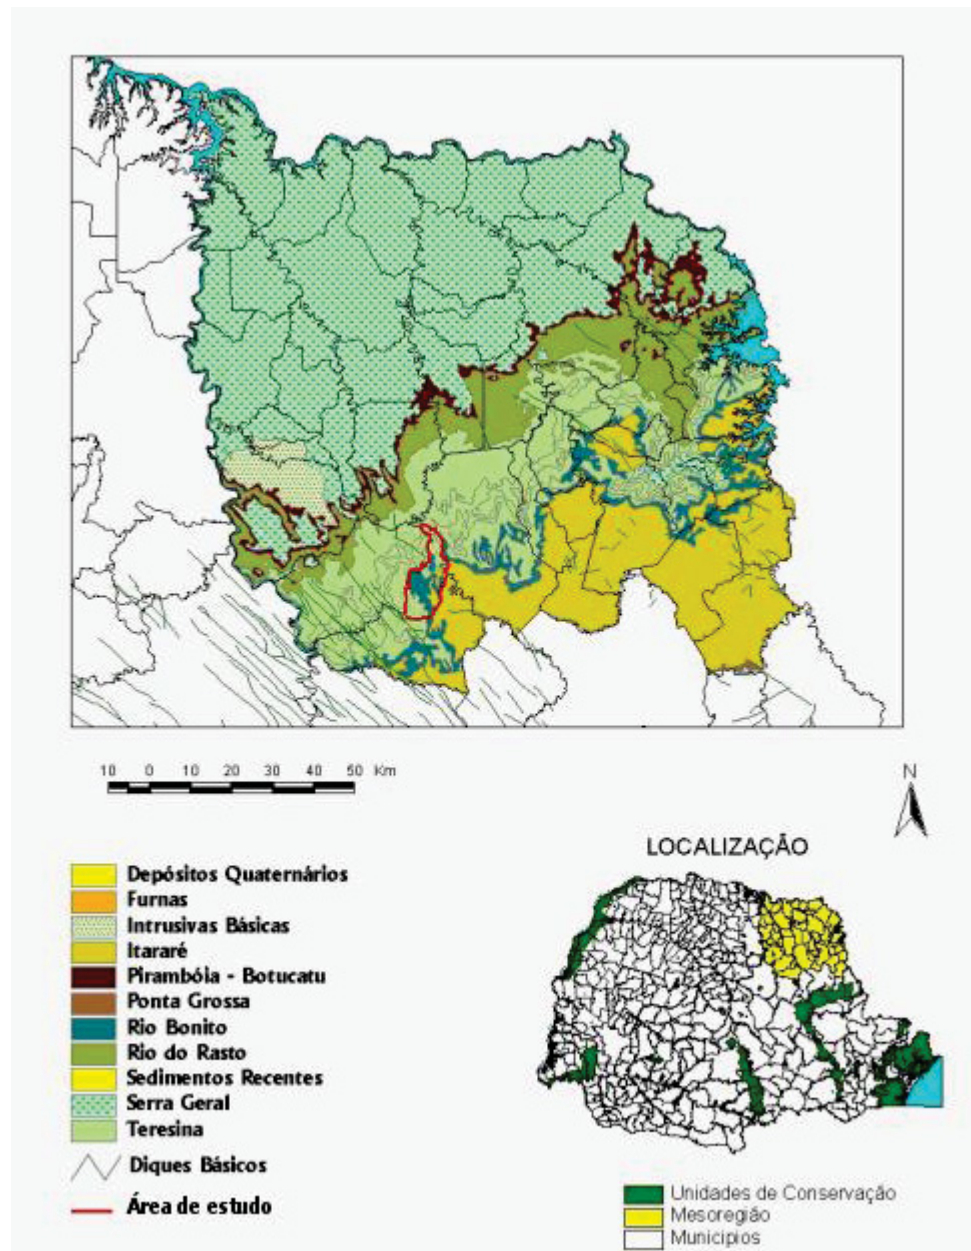 10 0 10 20 30 40 50 Km
N
LOCALIZAÇÃO
Depósitos Quaternários
Furnas
Intrusivas Básicas
Itararé
Pirambóia - Botucatu
Ponta Grossa
Rio Bonito
Rio do Rasto
Sedimentos Recentes
Serra Geral
Teresina
Diques Básicos
Área de estudo
Unidades de Conservação
Mesoregião
Municipios